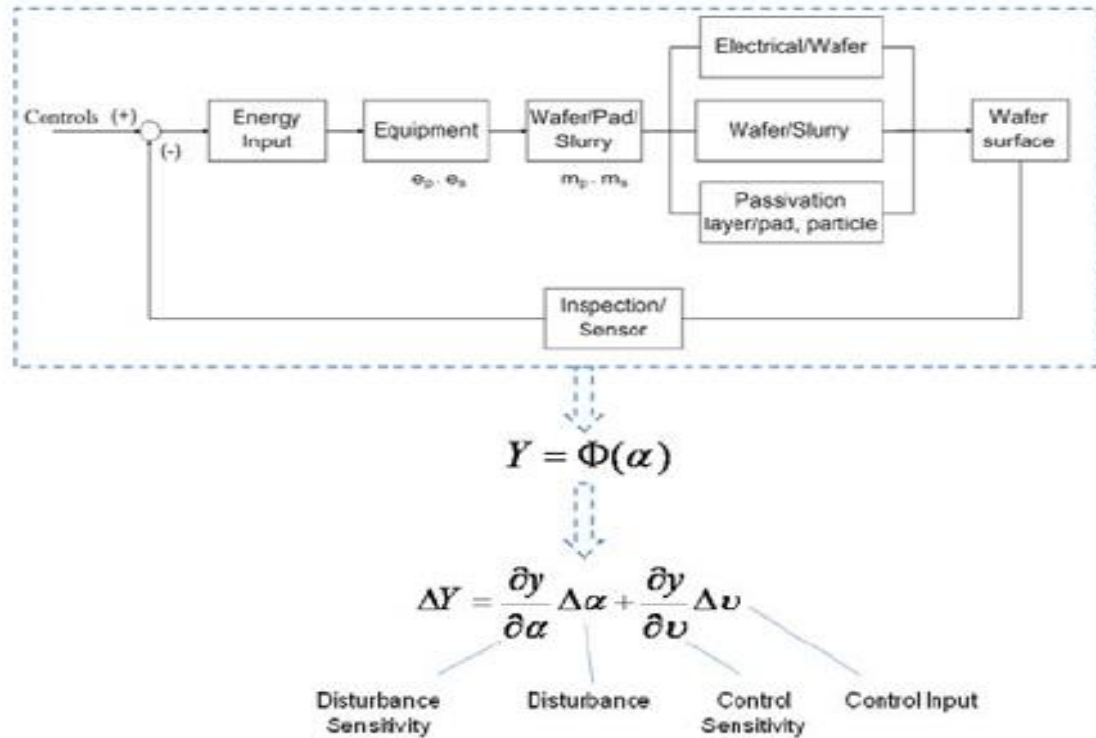 Electrical/Wafer
Controls (+)
(-)
Energy
Input
Equipment
Wafer/Pad/
Slurry
Wafer/Slurry
Wafer
surface
eₚ. eₛ
mₚ. mₛ
Passivation
layer/pad, particle
Inspection/
Sensor
Y = Φ(α)
ΔY = ∂y/∂α Δα + ∂y/∂υ Δυ
Disturbance
Sensitivity
Disturbance
Control
Sensitivity
Control Input